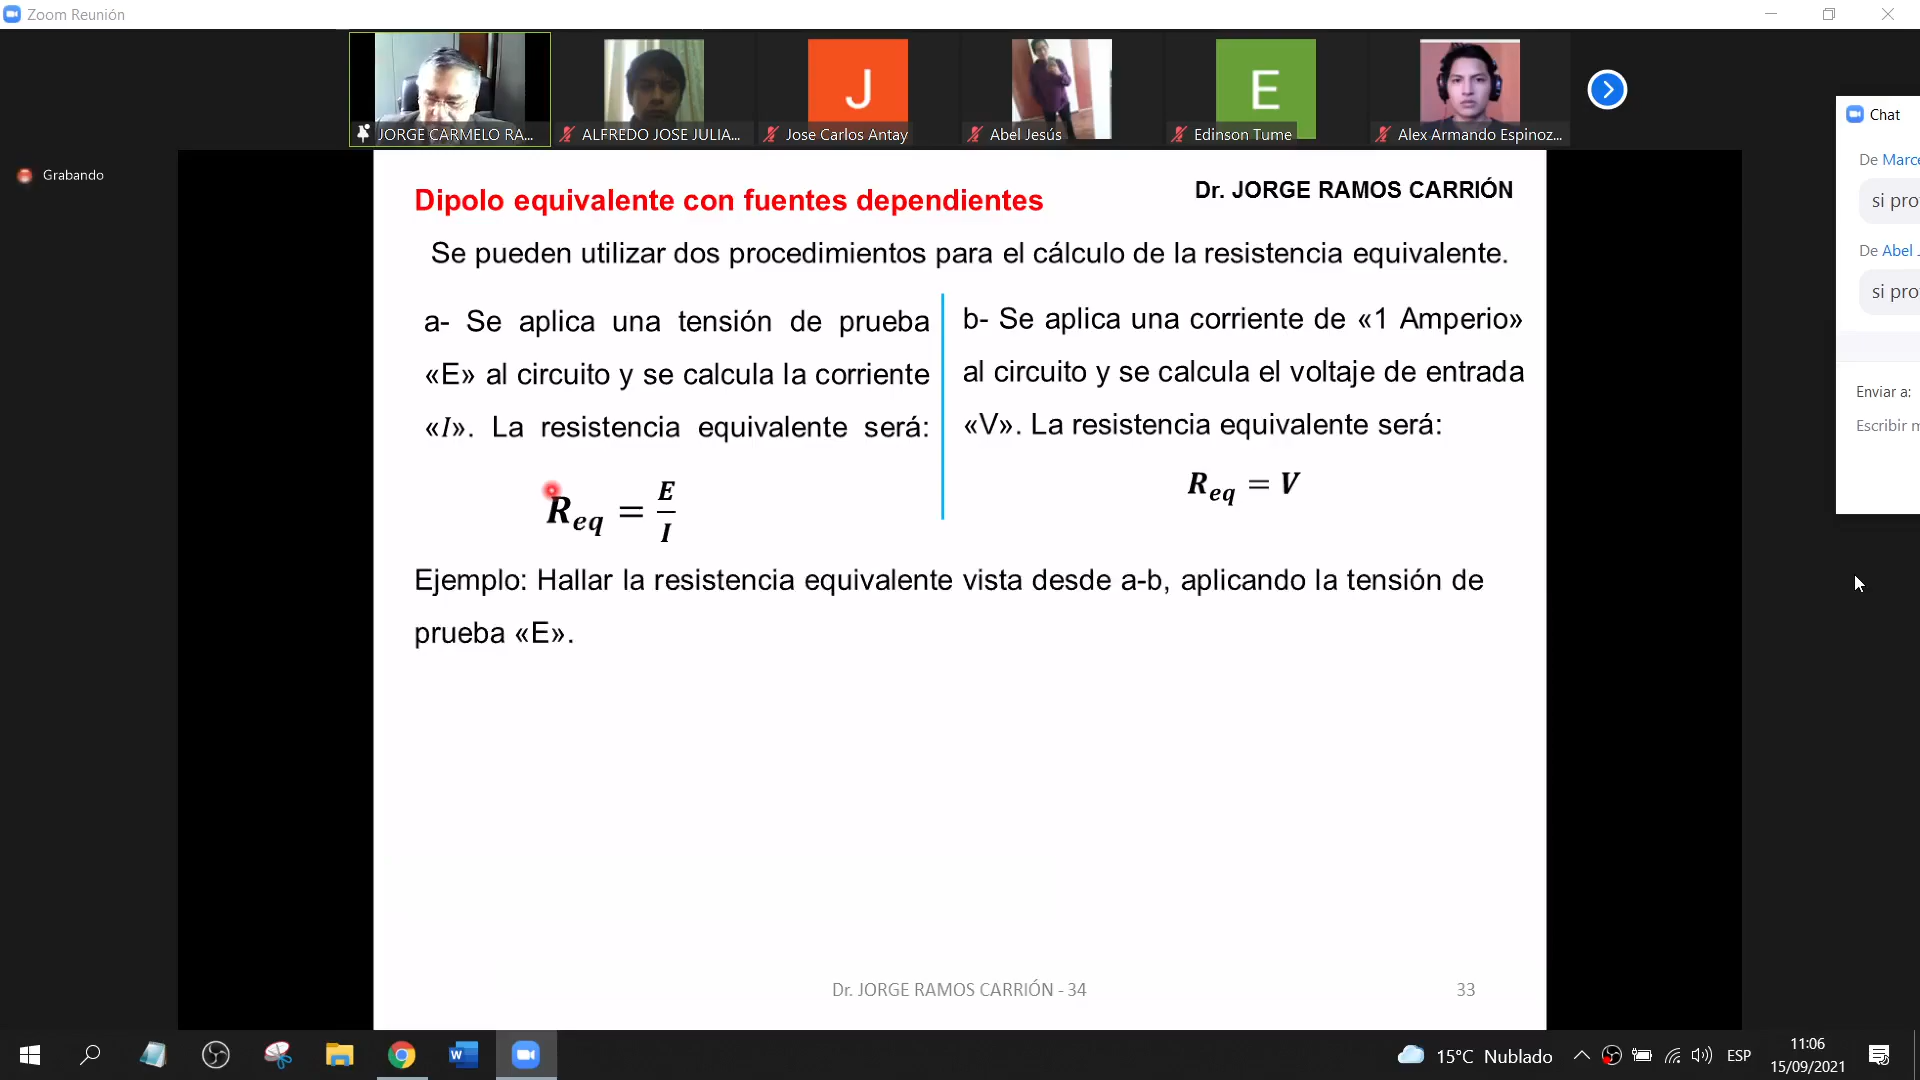 Zoom Reunión
JORGE CARMELO RA...
ALFREDO JOSE JULIA...
J
Jose Carlos Antay
Abel Jesús
E
Edinson Tume
Alex Armando Espinoz...
Grabando
Dipolo equivalente con fuentes dependientes
Dr. JORGE RAMOS CARRIÓN
Se pueden utilizar dos procedimientos para el cálculo de la resistencia equivalente.
a- Se aplica una tensión de prueba
«E» al circuito y se calcula la corriente
«I». La resistencia equivalente será:
R_eq = E/I
b- Se aplica una corriente de «1 Amperio»
al circuito y se calcula el voltaje de entrada
«V». La resistencia equivalente será:
R_eq = V
Ejemplo: Hallar la resistencia equivalente vista desde a-b, aplicando la tensión de
prueba «E».
Dr. JORGE RAMOS CARRIÓN - 34
33
Chat
De Marce
si pro
De Abel
si pro
Enviar a:
Escribir m
15°C Nublado
ESP
11:06
15/09/2021